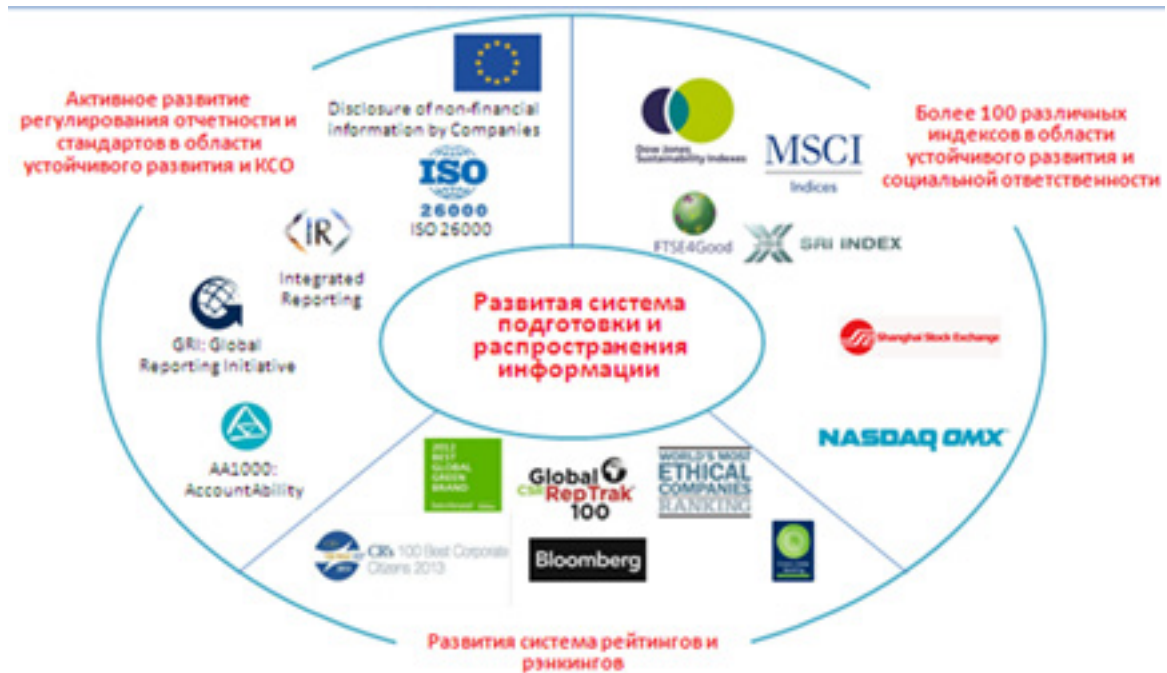 Активное развитие
регулирования отчетности и
стандартов в области
устойчивого развития и КСО
Disclosure of non-financial
information by Companies
ISO
26000
ISO 26000
<IR>
Integrated
Reporting
GRI: Global
Reporting Initiative
AA1000:
AccountAbility
Более 100 различных
индексов в области
устойчивого развития и
социальной ответственности
Dow Jones
Sustainability Indexes
MSCI
Indices
FTSE4Good
SRI INDEX
Shanghai Stock Exchange
NASDAQ OMX
Развитая система
подготовки и
распространения
информации
2012
BEST
GLOBAL
GREEN
BRAND
Global
CSR RepTrak
100
WORLD'S MOST
ETHICAL
COMPANIES
RANKING
CR's 100 Best Corporate
Citizens 2013
Bloomberg
Развития система рейтингов и
рэнкингов